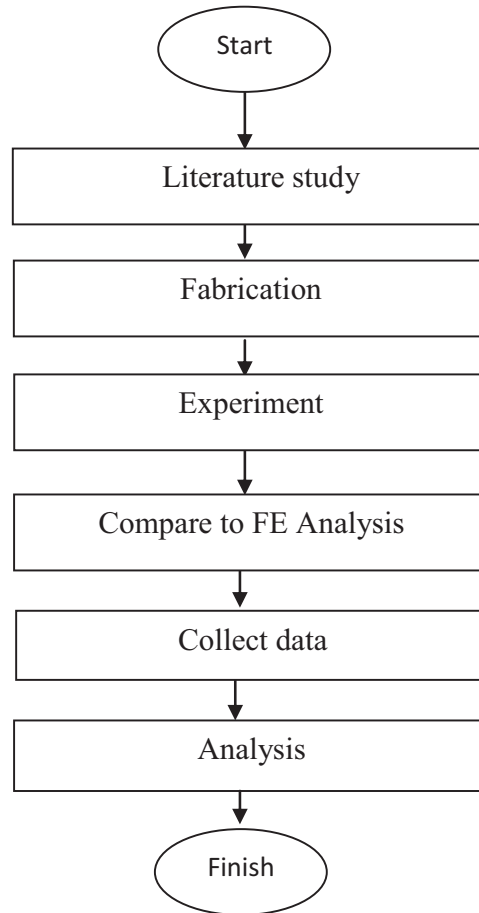 Start
Literature study
Fabrication
Experiment
Compare to FE Analysis
Collect data
Analysis
Finish